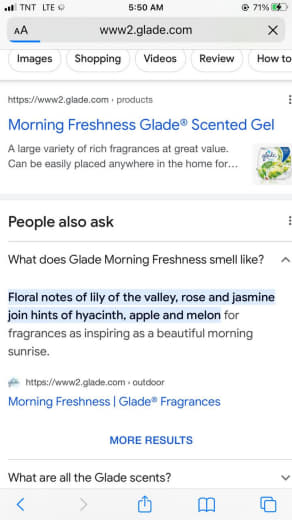 TNT LTE
5:50 AM
71%
AA
www2.glade.com
Images
Shopping
Videos
Review
How to
https://www2.glade.com › products
Morning Freshness Glade® Scented Gel
A large variety of rich fragrances at great value.
Can be easily placed anywhere in the home for...
People also ask
What does Glade Morning Freshness smell like?
Floral notes of lily of the valley, rose and jasmine
join hints of hyacinth, apple and melon for
fragrances as inspiring as a beautiful morning
sunrise.
https://www2.glade.com › outdoor
Morning Freshness | Glade® Fragrances
MORE RESULTS
What are all the Glade scents?